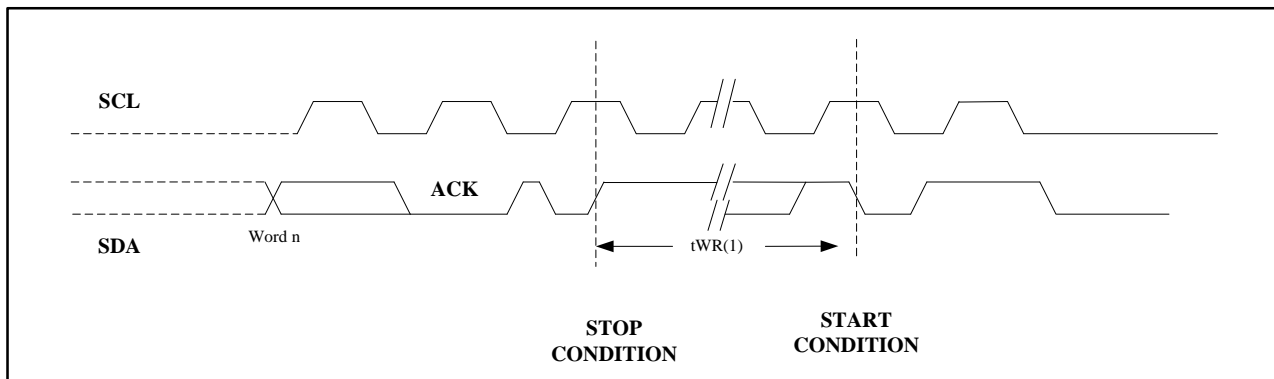 SCL
ACK
SDA
Word n
tWR(1)
STOP
CONDITION
START
CONDITION